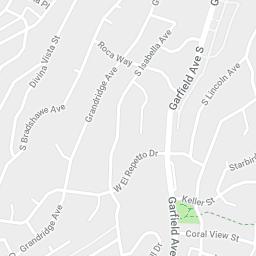 Divina Vista St
Roca Way
S Isabella Ave
Garfield Ave S
S Lincoln Ave
Grandridge Ave
S Bradshawe Ave
W El Repetto Dr
Keller St
Garfield Ave
Coral View St
Grandridge Ave
Dr